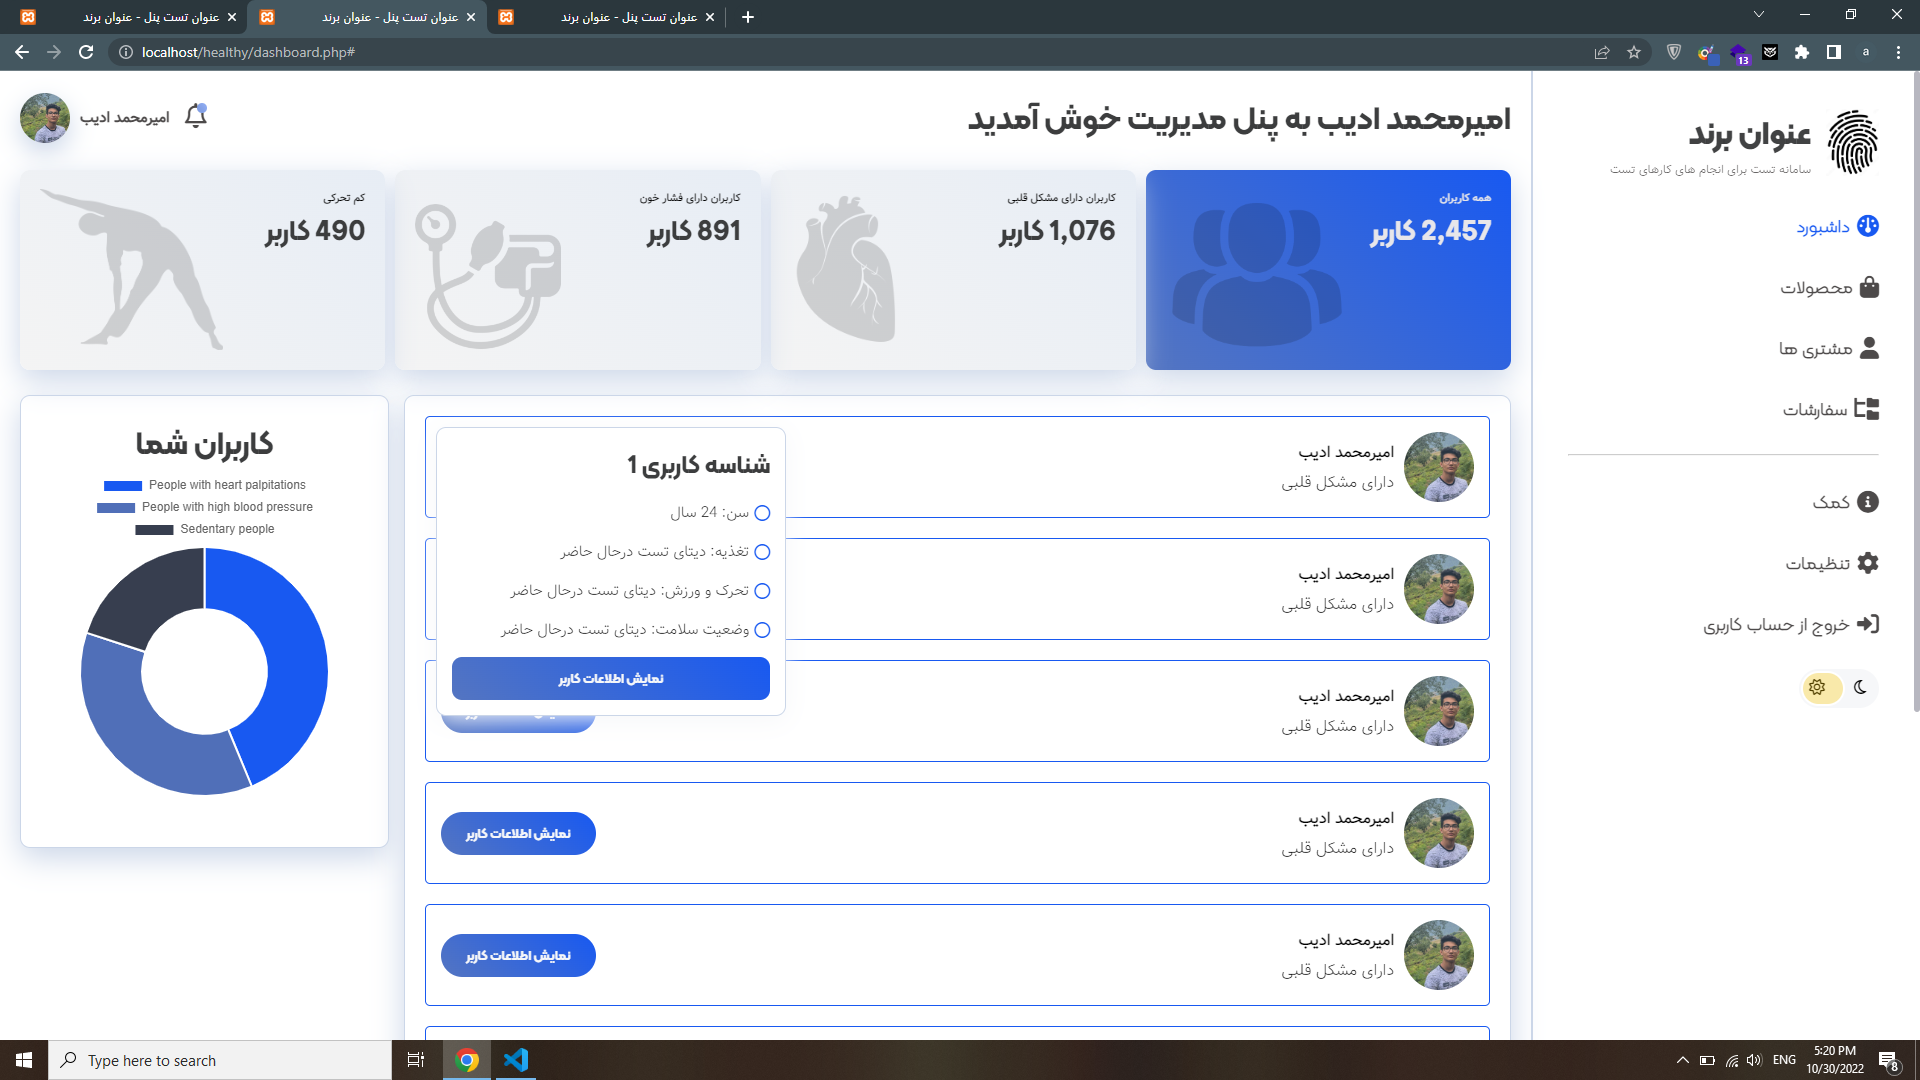 عنوان تست پنل - عنوان برند
عنوان تست پنل - عنوان برند
عنوان تست پنل - عنوان برند
localhost/healthy/dashboard.php#
13
a
امیرمحمد ادیب به پنل مدیریت خوش آمدید
امیرمحمد ادیب
عنوان برند
سامانه تست برای انجام های کارهای تست
داشبورد
محصولات
مشتری ها
سفارشات
کمک
تنظیمات
خروج از حساب کاربری
همه کاربران
2,457 کاربر
کاربران دارای مشکل قلبی
1,076 کاربر
کاربران دارای فشار خون
891 کاربر
کم تحرکی
490 کاربر
امیرمحمد ادیب
دارای مشکل قلبی
امیرمحمد ادیب
دارای مشکل قلبی
امیرمحمد ادیب
دارای مشکل قلبی
امیرمحمد ادیب
دارای مشکل قلبی
نمایش اطلاعات کاربر
امیرمحمد ادیب
دارای مشکل قلبی
نمایش اطلاعات کاربر
شناسه کاربری 1
سن: 24 سال
تغذیه: دیتای تست درحال حاضر
تحرک و ورزش: دیتای تست درحال حاضر
وضعیت سلامت: دیتای تست درحال حاضر
نمایش اطلاعات کاربر
کاربران شما
People with heart palpitations
People with high blood pressure
Sedentary people
Type here to search
ENG
5:20 PM
10/30/2022
8